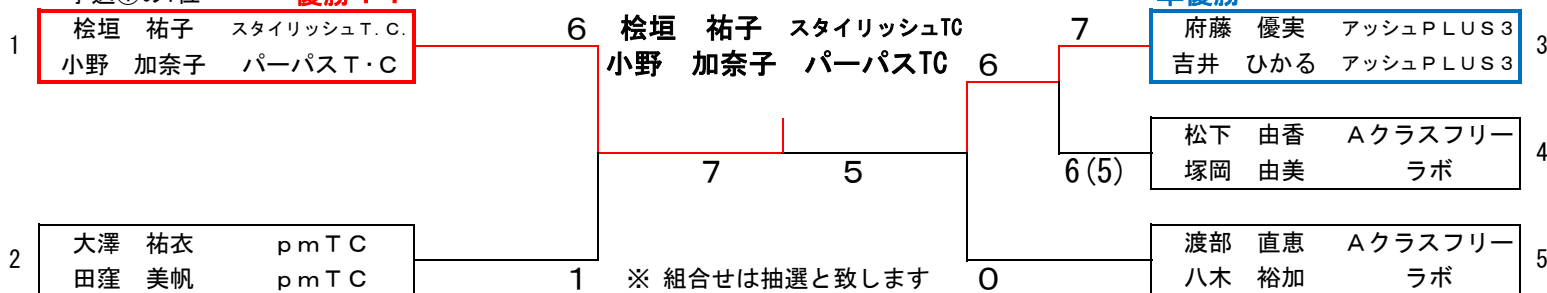 1 桧垣 祐子 スタイリッシュT.C.
小野 加奈子 パーパスT・C
2 大澤 祐衣 pmTC
田窪 美帆 pmTC
6
1
桧垣 祐子 スタイリッシュTC
小野 加奈子 パーパスTC
7 5
※ 組合せは抽選と致します
6
0
7
6(5)
府藤 優実 アッシュPLUS3 3
吉井 ひかる アッシュPLUS3
松下 由香 Aクラスフリー 4
塚岡 由美 ラボ
渡部 直恵 Aクラスフリー 5
八木 裕加 ラボ